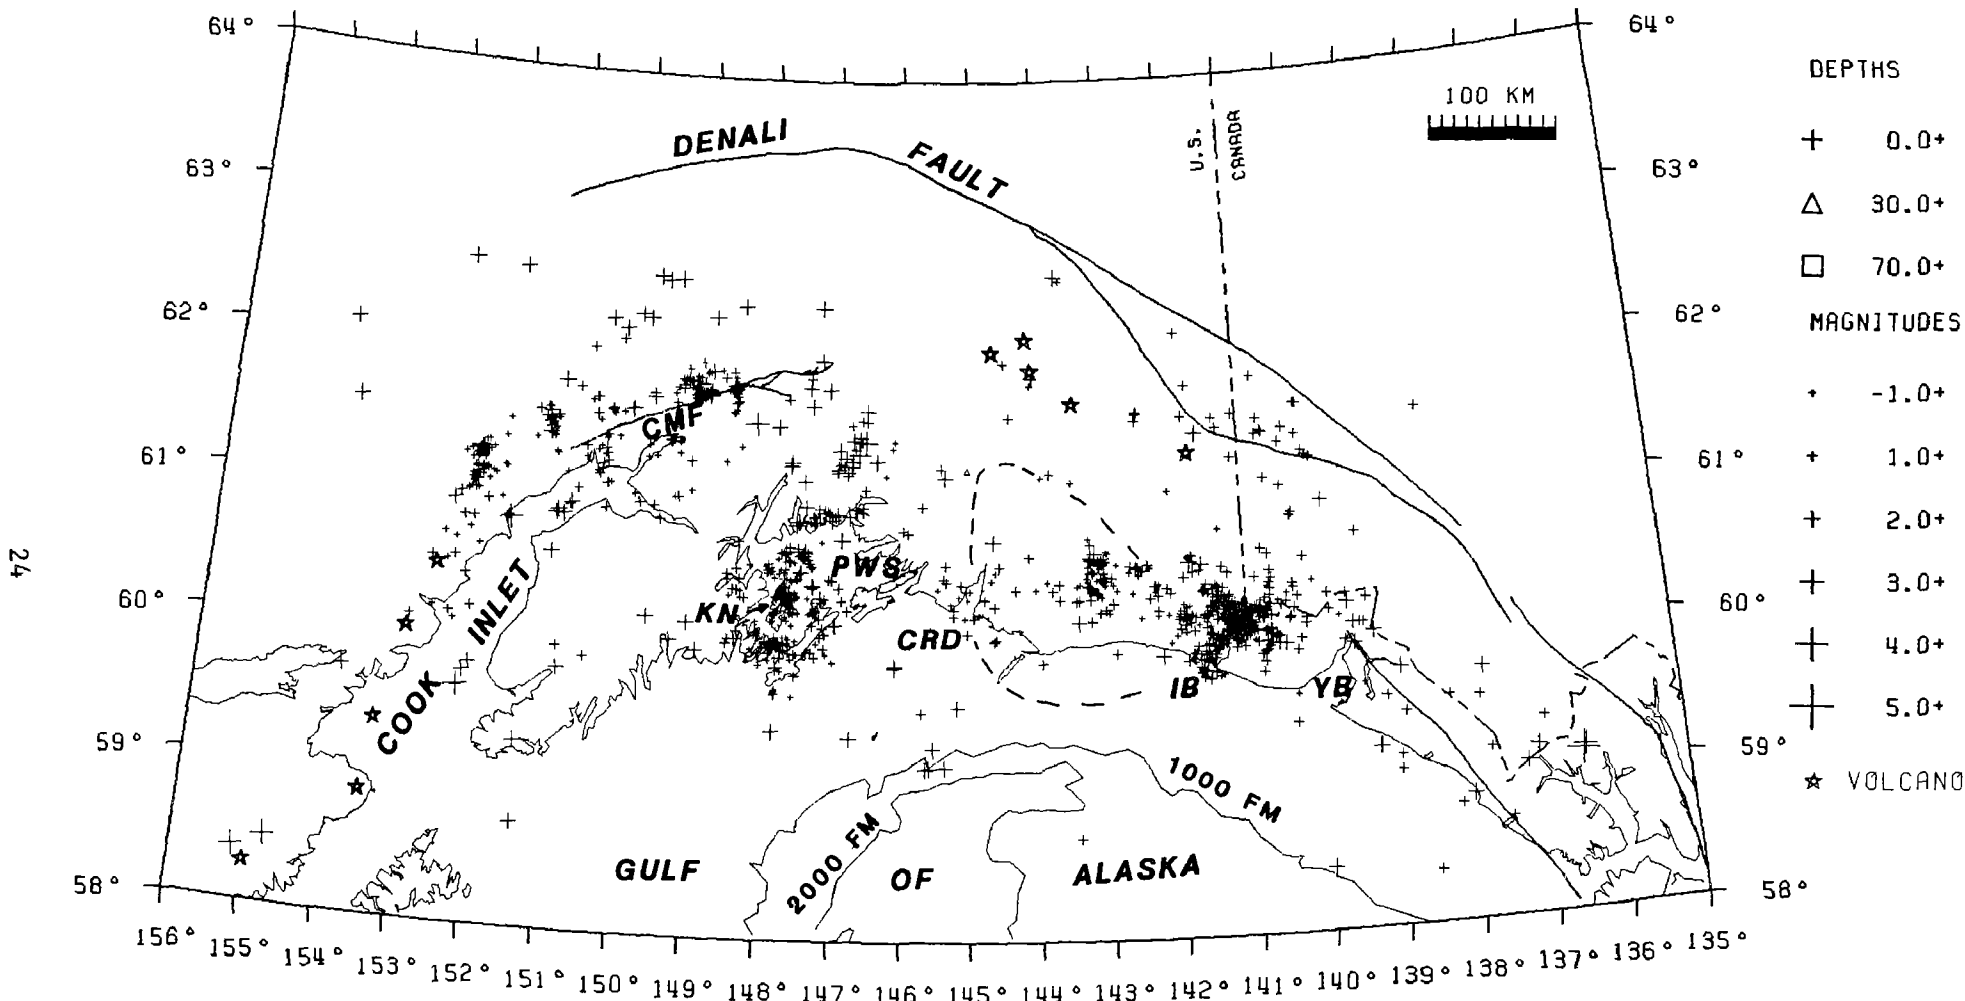 64°
64°
DEPTHS
100 KM
+ 0.0+
△ 30.0+
□ 70.0+
DENALI
FAULT
U.S.
CANADA
63°
63°
62°
62°
MAGNITUDES
-1.0+
1.0+
2.0+
3.0+
4.0+
5.0+
☆ VOLCANO
CMF
61°
61°
24
COOK
INLET
KN
PWS
CRD
IB
YB
60°
60°
59°
59°
1000 FM
2000 FM
GULF
OF
ALASKA
58°
58°
156° 155° 154° 153° 152° 151° 150° 149° 148° 147° 146° 145° 144° 143° 142° 141° 140° 139° 138° 137° 136° 135°